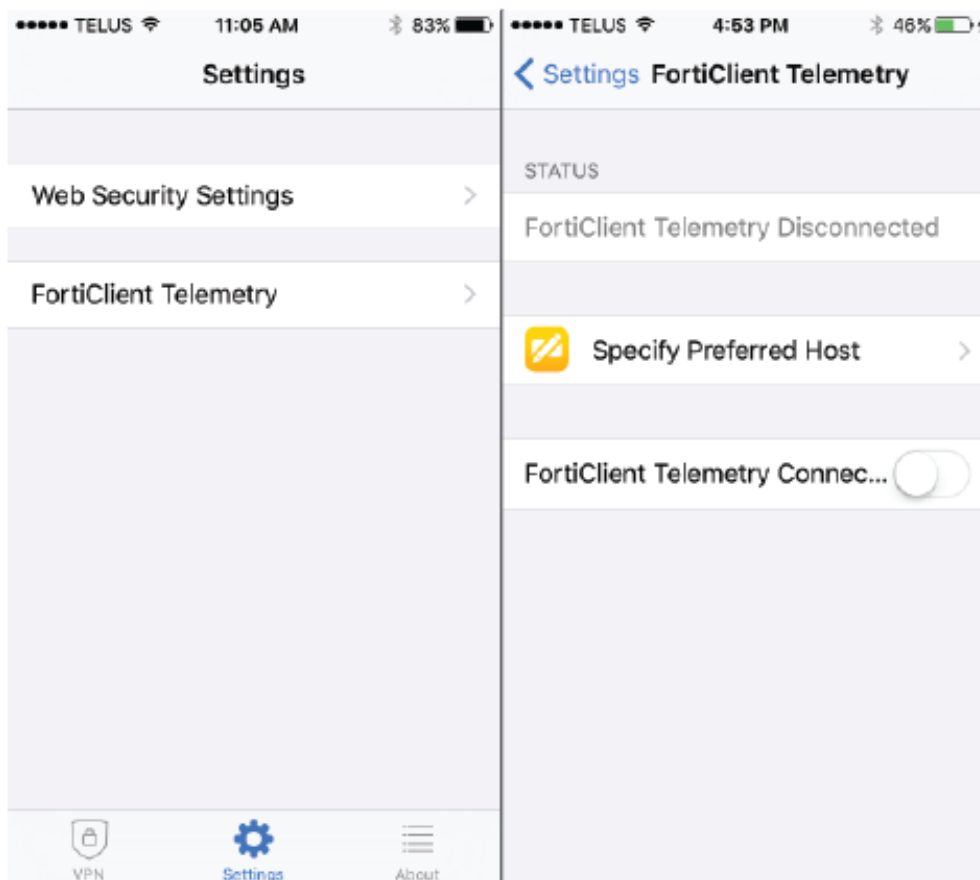 TELUS 11:05 AM 83%
Settings
Web Security Settings
FortiClient Telemetry
VPN Settings About
TELUS 4:53 PM 46%
Settings FortiClient Telemetry
STATUS
FortiClient Telemetry Disconnected
Specify Preferred Host
FortiClient Telemetry Connec...